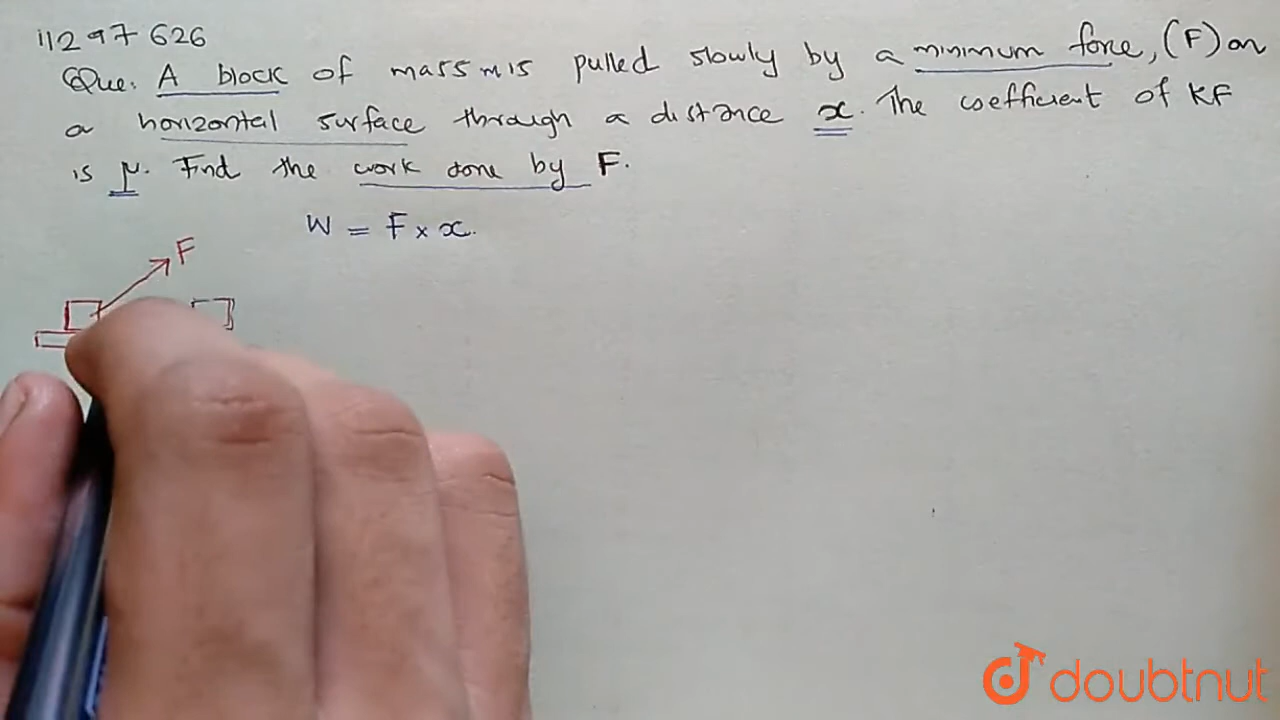 11297626
Que. A block of mass m is pulled slowly by a minimum force, (F) on
a horizontal surface through a distance x. The coefficient of KF
is μ. Find the work done by F.
W = F × x.
F
doubtnut